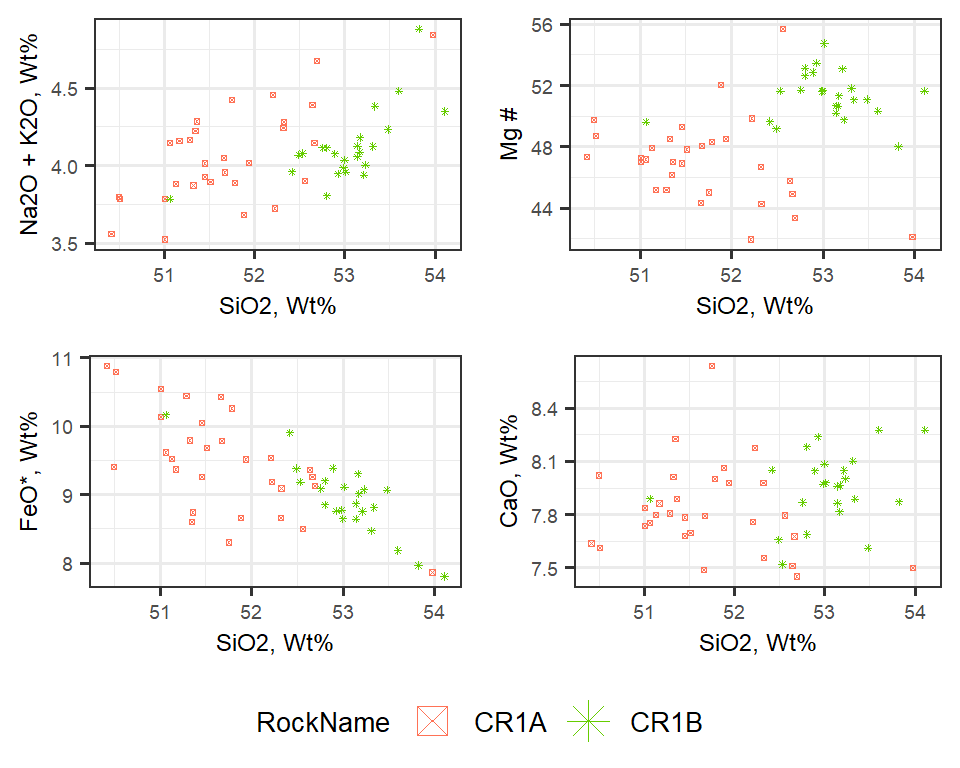 Na2O + K2O, Wt%
4.5
4.0
3.5
51 52 53 54
SiO2, Wt%
Mg #
56
52
48
44
51 52 53 54
SiO2, Wt%
FeO*, Wt%
11
10
9
8
51 52 53 54
SiO2, Wt%
CaO, Wt%
8.4
8.1
7.8
7.5
51 52 53 54
SiO2, Wt%
RockName CR1A CR1B